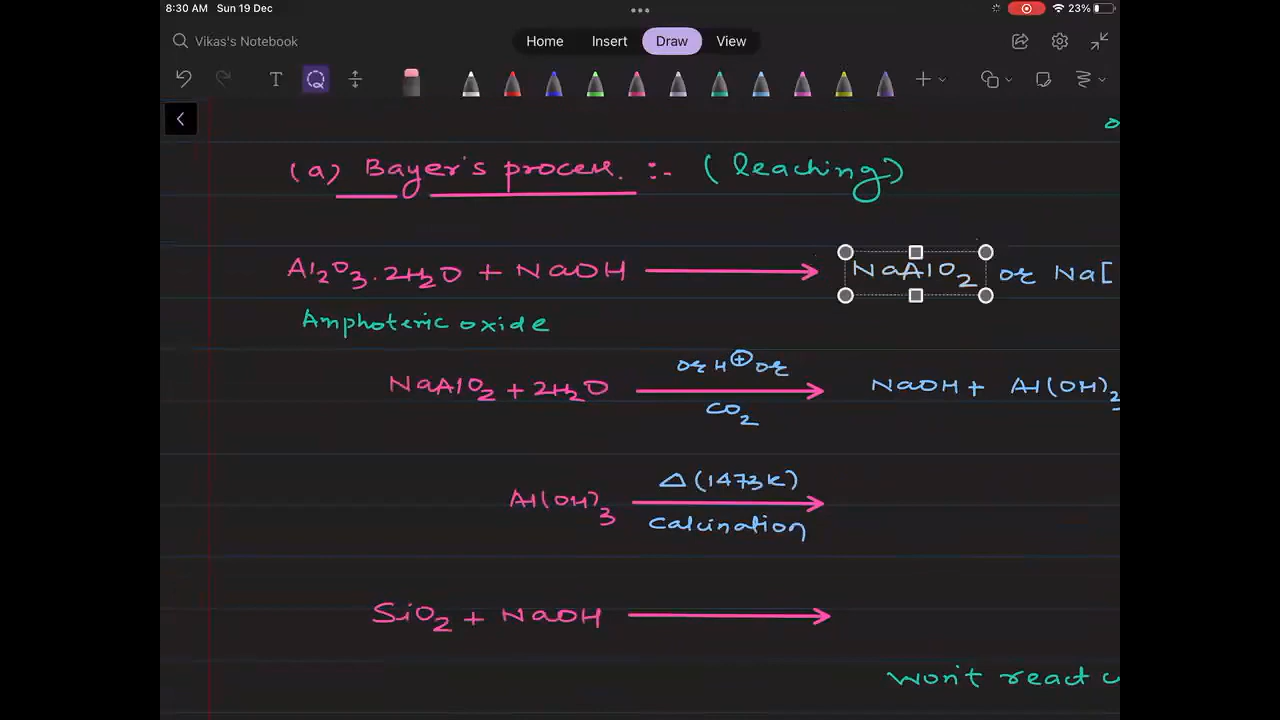 8:30 AM Sun 19 Dec
23%
Vikas's Notebook
Home Insert Draw View
T
(a) Bayer's process. :- (leaching)
Al₂O₃.2H₂O + NaOH ⟶ NaAlO₂ or Na[
Amphoteric oxide
or H⊕ or
NaAlO₂ + 2H₂O ⟶ NaOH + Al(OH)₃
CO₂
Δ (1473K)
Al(OH)₃ ⟶
Calcination
SiO₂ + NaOH ⟶
Won't react